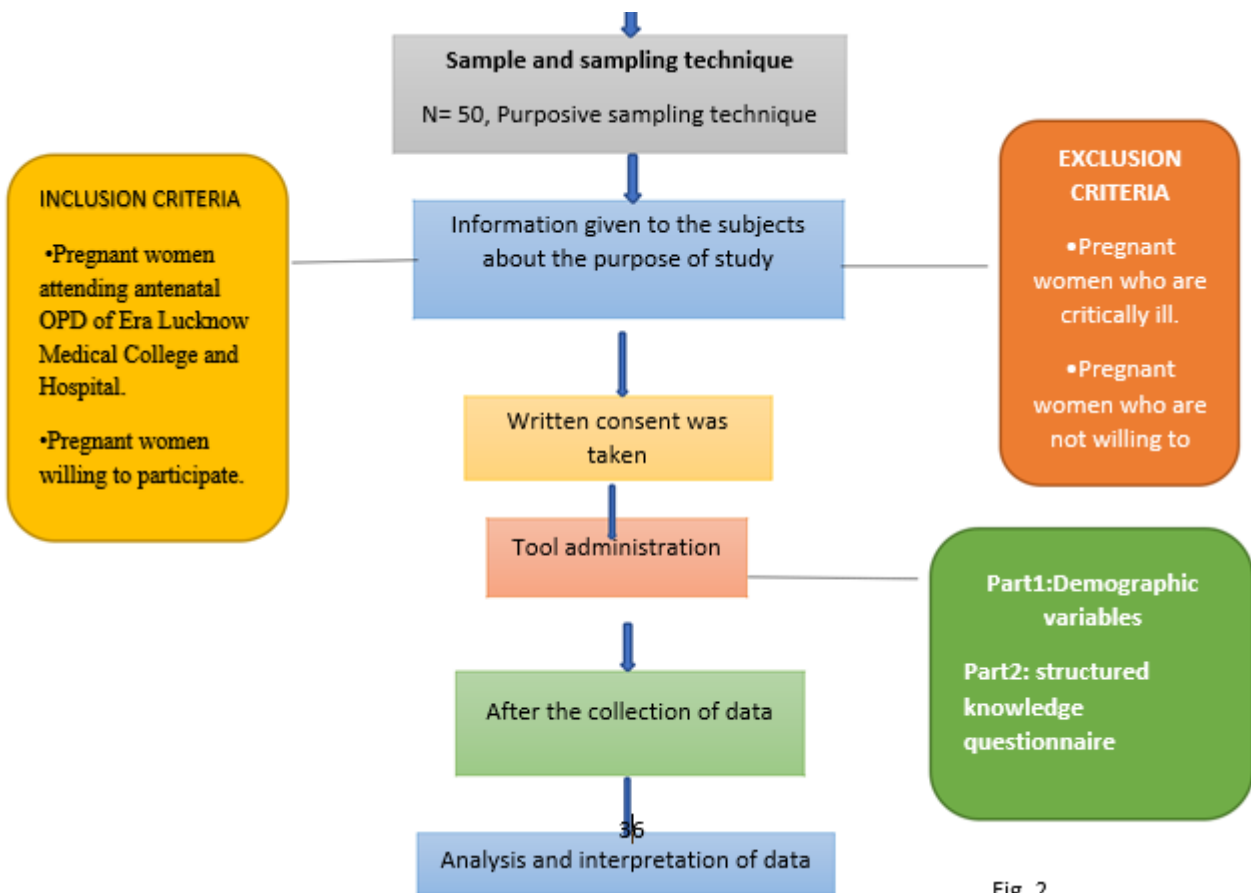 Sample and sampling technique
N= 50, Purposive sampling technique
INCLUSION CRITERIA
•Pregnant women
attending antenatal
OPD of Era Lucknow
Medical College and
Hospital.
•Pregnant women
willing to participate.
Information given to the subjects
about the purpose of study
EXCLUSION
CRITERIA
•Pregnant
women who are
critically ill.
•Pregnant
women who are
not willing to
Written consent was
taken
Tool administration
Part1:Demographic
variables
Part2: structured
knowledge
questionnaire
After the collection of data
36
Analysis and interpretation of data
Fig. 2